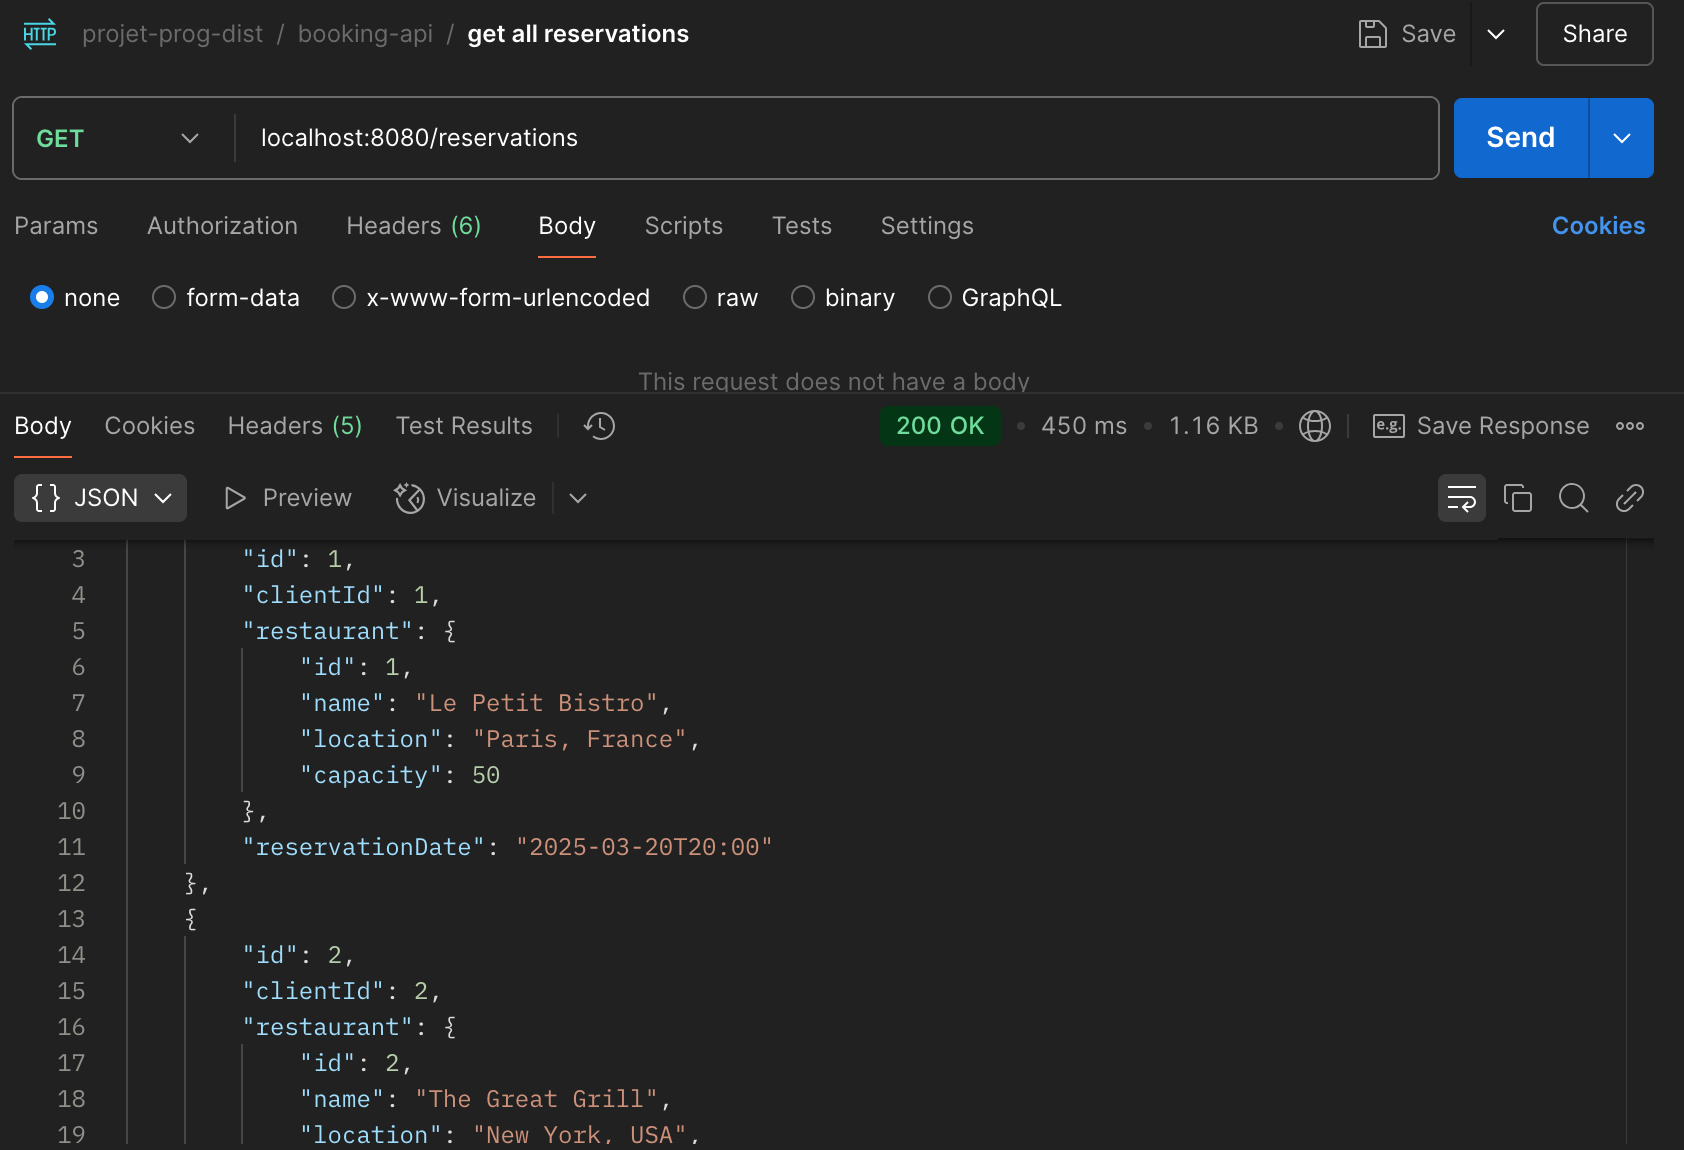 HTTP projet-prog-dist / booking-api / get all reservations Save Share
GET localhost:8080/reservations Send
Params Authorization Headers (6) Body Scripts Tests Settings Cookies
none form-data x-www-form-urlencoded raw binary GraphQL
This request does not have a body
Body Cookies Headers (5) Test Results 200 OK • 450 ms • 1.16 KB • e.g. Save Response
{} JSON Preview Visualize
3 "id": 1,
4 "clientId": 1,
5 "restaurant": {
6 "id": 1,
7 "name": "Le Petit Bistro",
8 "location": "Paris, France",
9 "capacity": 50
10 },
11 "reservationDate": "2025-03-20T20:00"
12 },
13 {
14 "id": 2,
15 "clientId": 2,
16 "restaurant": {
17 "id": 2,
18 "name": "The Great Grill",
19 "location": "New York, USA",